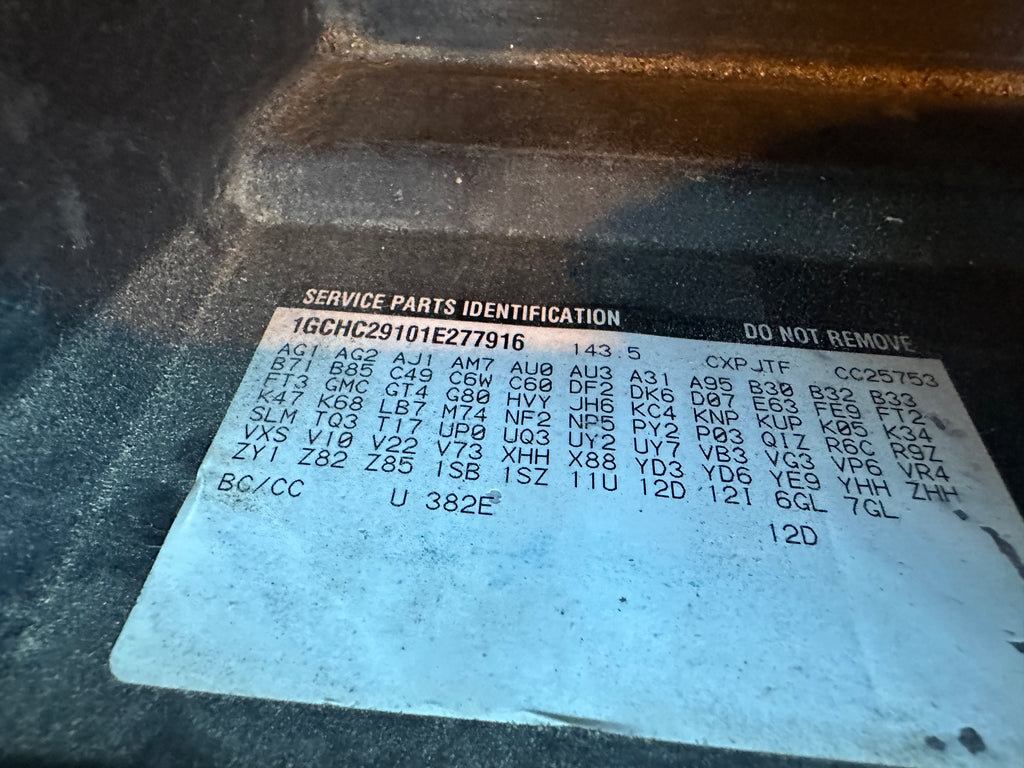 SERVICE PARTS IDENTIFICATION DO NOT REMOVE
1GCHC29101E277916 143.5 CXPJTF CC25753
AG1 AG2 AJ1 AM7 AU0 AU3 A31 A95 B30 B32 B33
B71 B85 C49 C6W C60 DF2 DK6 D07 E63 FE9 FT2
FT3 GMC GT4 G80 HVY JH6 KC4 KNP KUP K05 K34
K47 K68 LB7 M74 NF2 NP5 PY2 P03 QIZ R6C R9Z
SLM TQ3 T17 UP0 UQ3 UY2 UY7 VB3 VG3 VP6 VR4
VXS V10 V22 V73 XHH X88 YD3 YD6 YE9 YHH ZHH
ZY1 Z82 Z85 1SB 1SZ 11U 12D 12I 6GL 7GL
BC/CC U 382E 12D